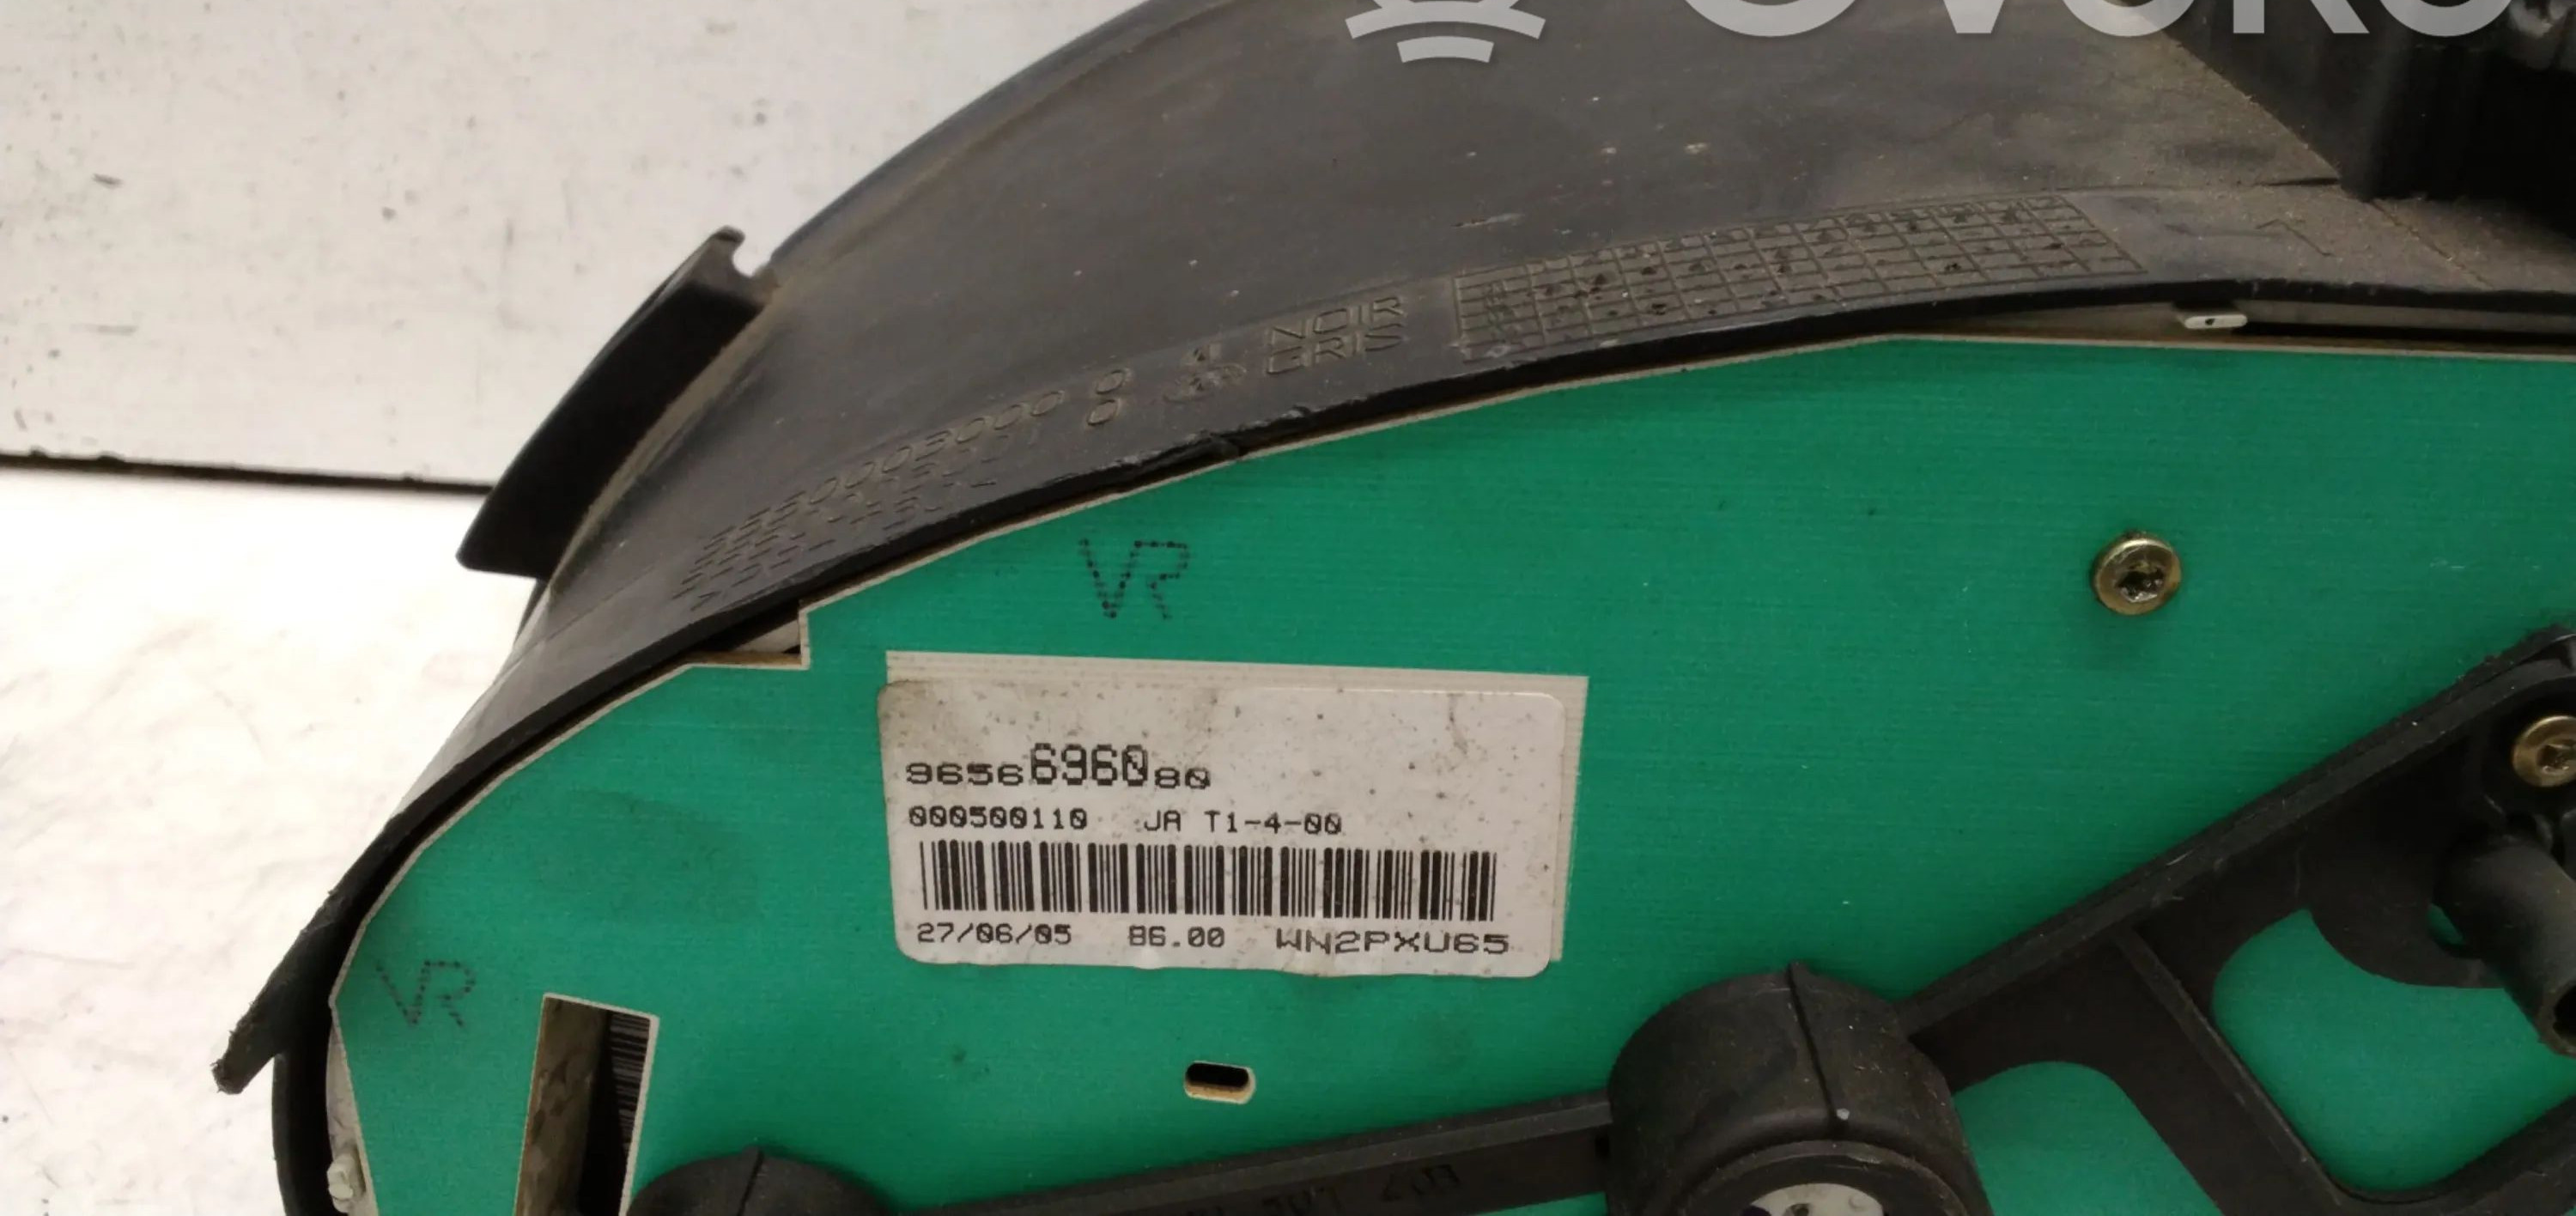 NOIR
GRIS
VR
9656696080
000500110 JA T1-4-00
27/06/05 86.00 WN2PXU65
VR